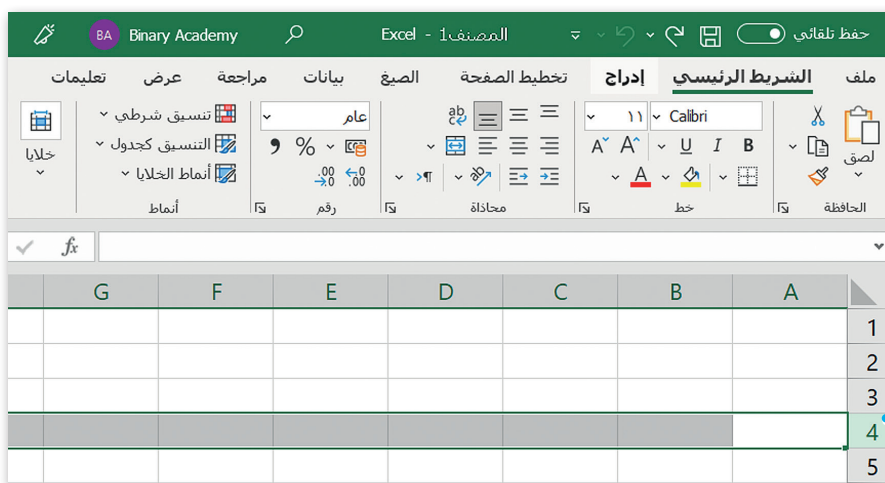 حفظ تلقائي المصنف1 - Excel Binary Academy BA
ملف الشريط الرئيسي إدراج تخطيط الصفحة الصيغ بيانات مراجعة عرض تعليمات
Calibri ١١ عام تنسيق شرطي
B I U A A % التنسيق كجدول
لصق خلايا
A أنماط الخلايا
الحافظة خط محاذاة رقم أنماط
fx
A B C D E F G
1
2
3
4
5